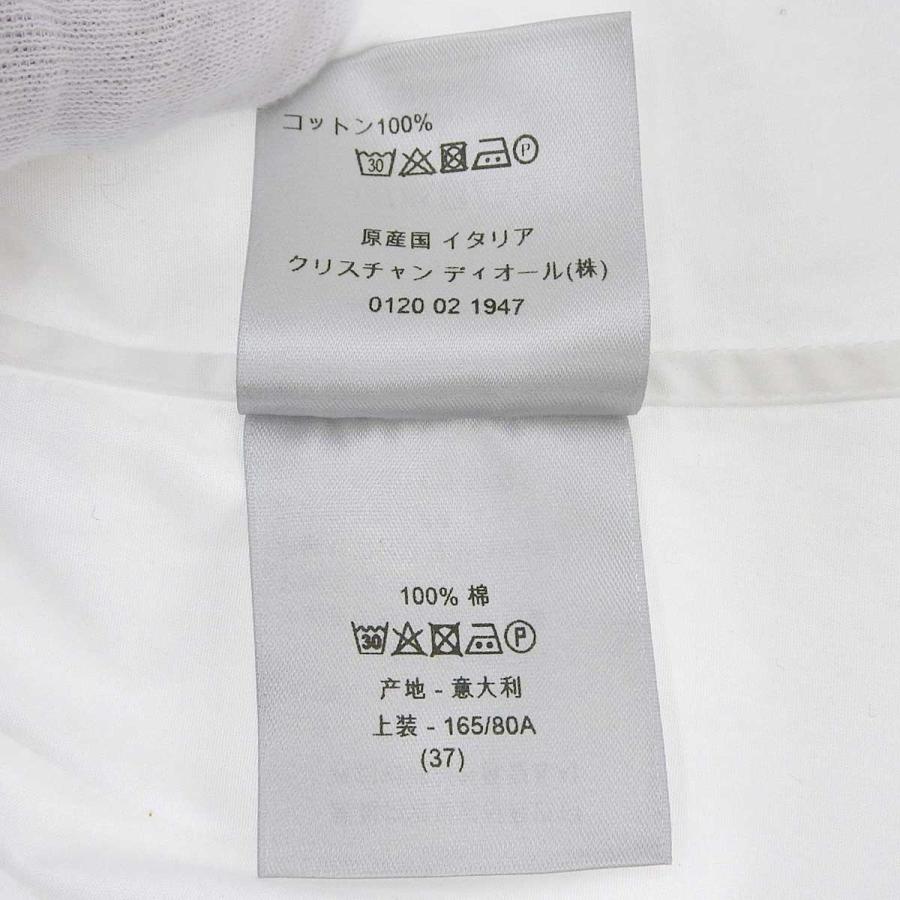 コットン100%
30 P
原産国 イタリア
クリスチャン ディオール(株)
0120 02 1947
100% 棉
30 P
产地 - 意大利
上装 - 165/80A
(37)